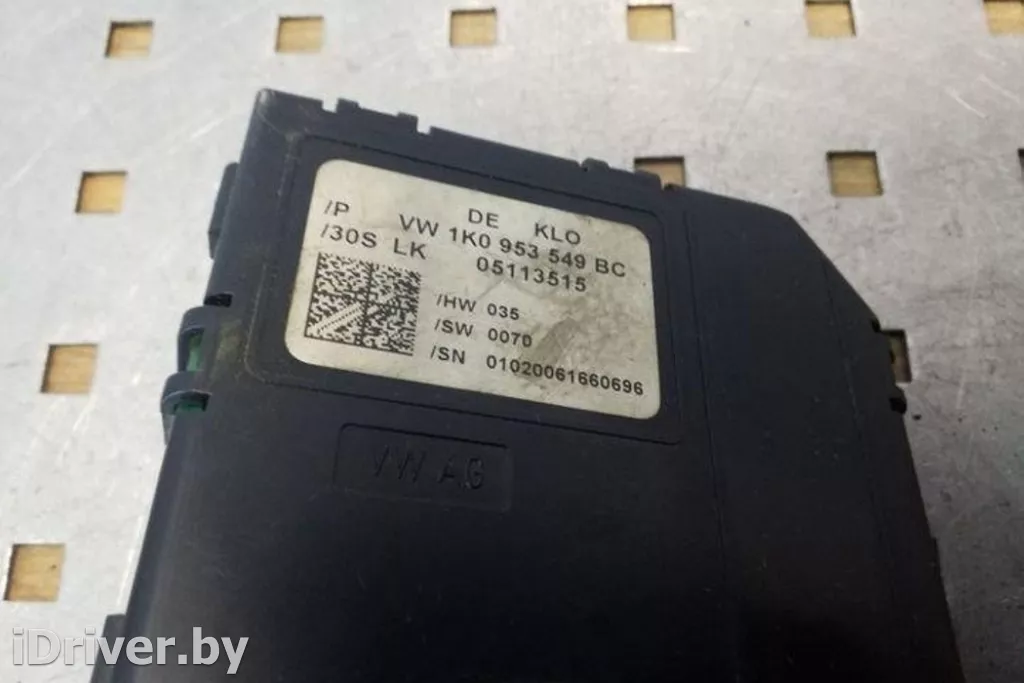 DE KLO
/P VW 1K0 953 549 BC
/30S LK 05113515
/HW 035
/SW 0070
/SN 01020061660696
VW AG
iDriver.by